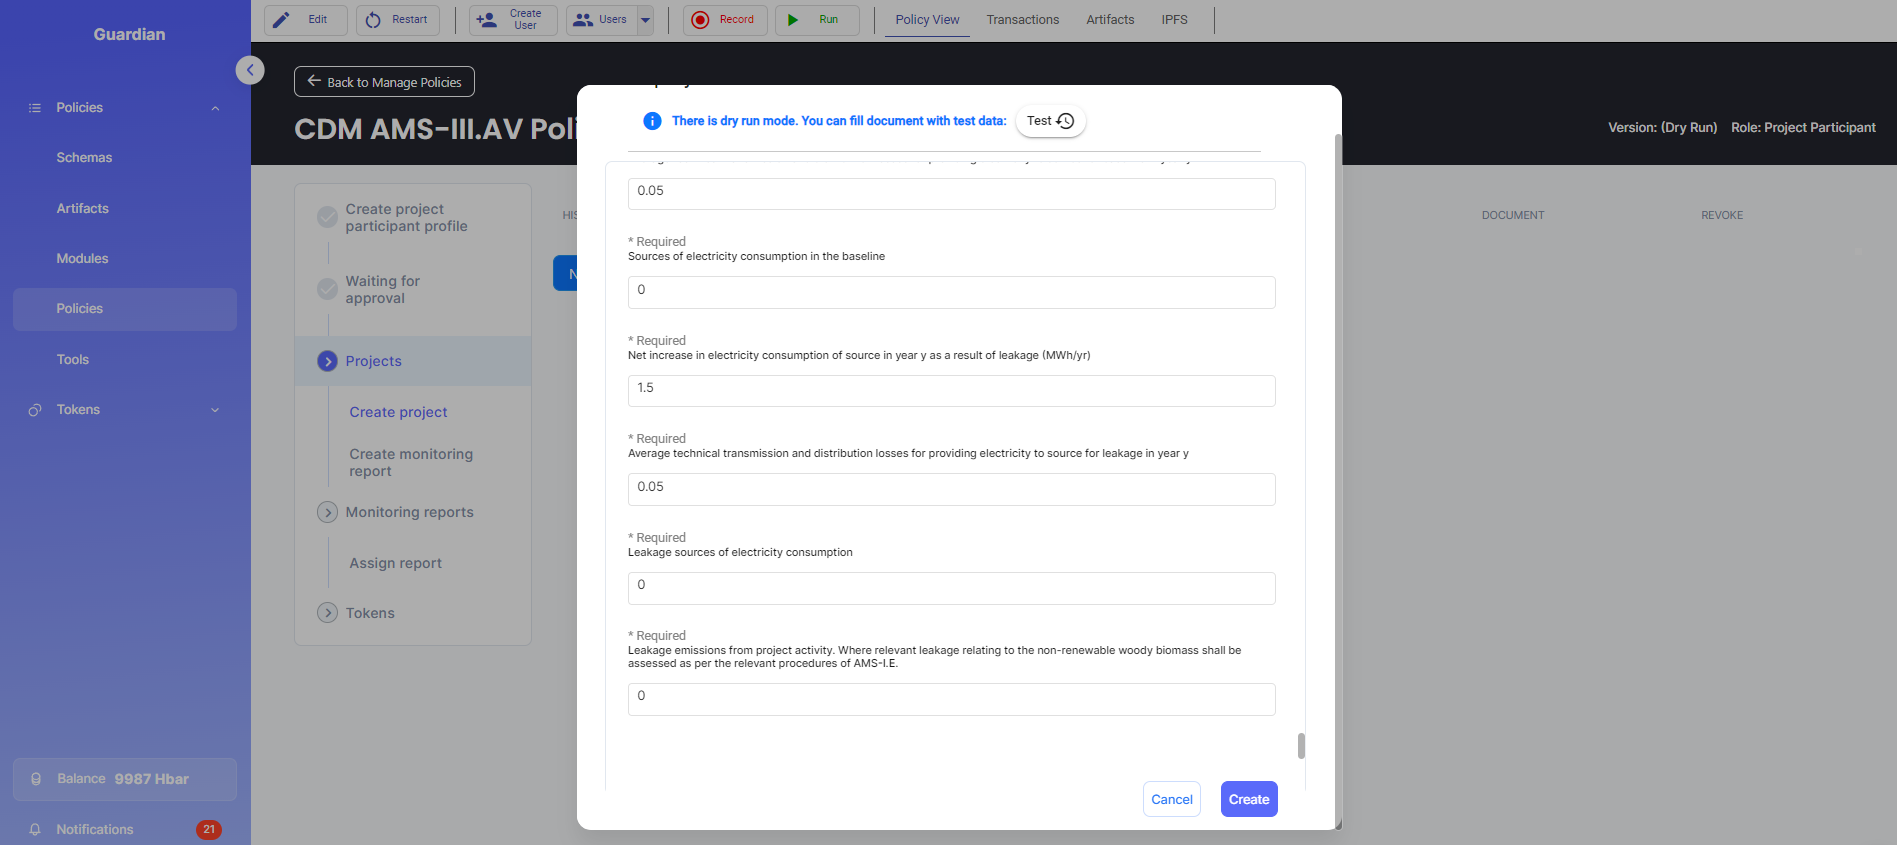 Guardian
Policies
Schemas
Artifacts
Modules
Policies
Tools
Tokens
Balance 9987 Hbar
Notifications 21
Edit
Restart
Create
User
Users
Record
Run
Policy View
Transactions
Artifacts
IPFS
Back to Manage Policies
CDM AMS-III.AV Poli
Version: (Dry Run) Role: Project Participant
Create project
participant profile
Waiting for
approval
Projects
Create project
Create monitoring
report
Monitoring reports
Assign report
Tokens
HIS
DOCUMENT
REVOKE
N
There is dry run mode. You can fill document with test data:
Test
0.05
* Required
Sources of electricity consumption in the baseline
0
* Required
Net increase in electricity consumption of source in year y as a result of leakage (MWh/yr)
1.5
* Required
Average technical transmission and distribution losses for providing electricity to source for leakage in year y
0.05
* Required
Leakage sources of electricity consumption
0
* Required
Leakage emissions from project activity. Where relevant leakage relating to the non-renewable woody biomass shall be
assessed as per the relevant procedures of AMS-I.E.
0
Cancel
Create